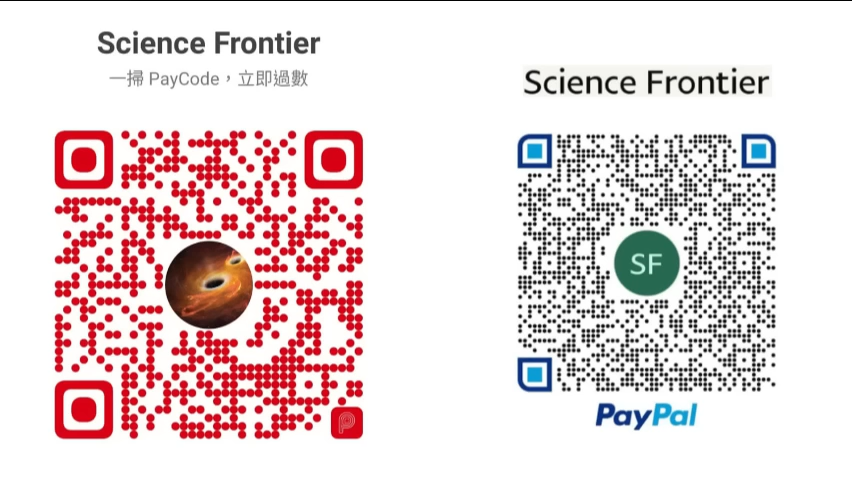 Science Frontier
一掃 PayCode，立即過數
Science Frontier
SF
PayPal